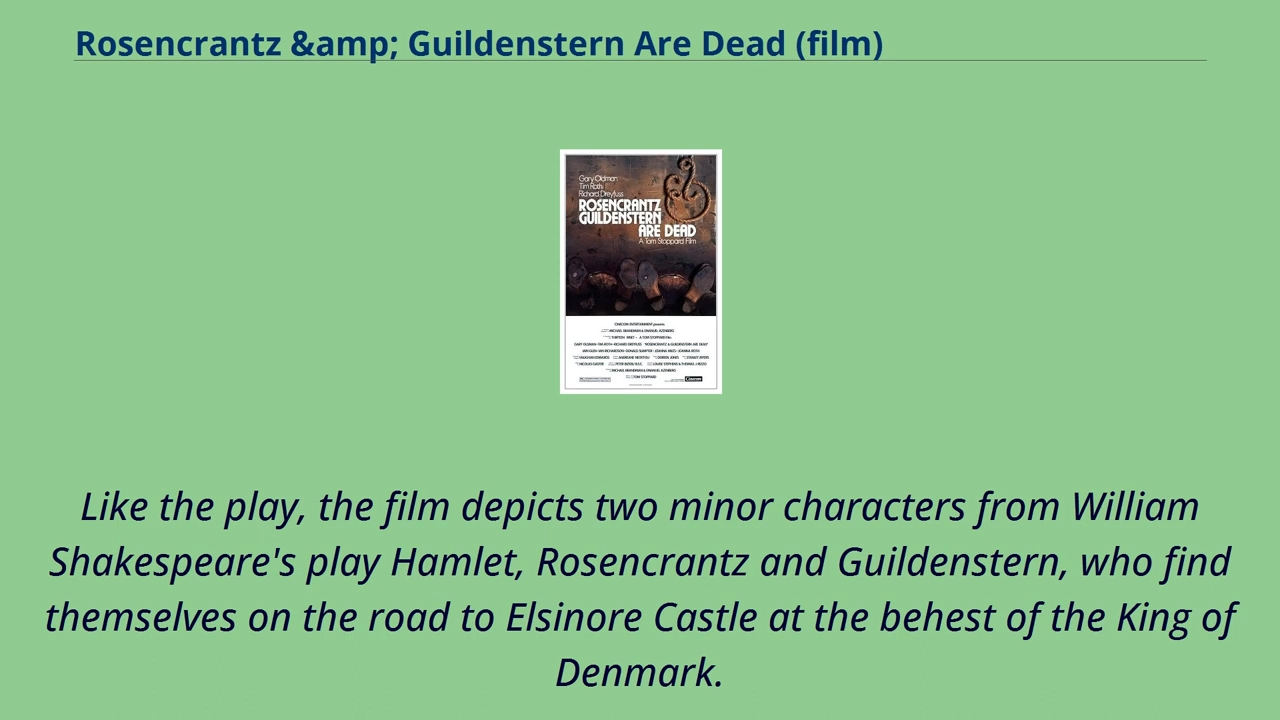 Rosencrantz &amp; Guildenstern Are Dead (film)
Gary Oldman
Tim Roth
Richard Dreyfuss
ROSENCRANTZ
GUILDENSTERN
ARE DEAD
A Tom Stoppard Film
Like the play, the film depicts two minor characters from William
Shakespeare's play Hamlet, Rosencrantz and Guildenstern, who find
themselves on the road to Elsinore Castle at the behest of the King of
Denmark.